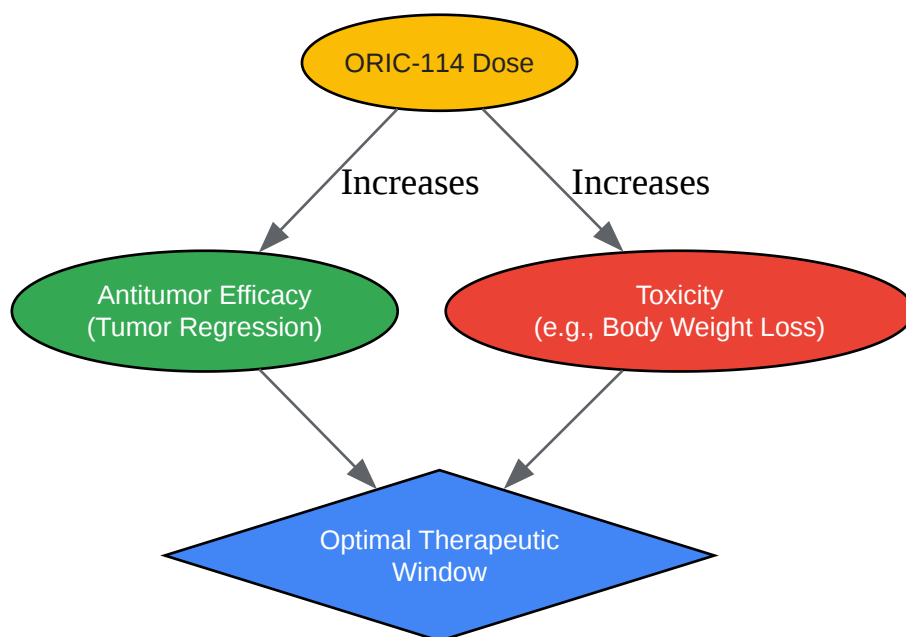 ORIC-114 Dose
Increases
Increases
Antitumor Efficacy
(Tumor Regression)
Toxicity
(e.g., Body Weight Loss)
Optimal Therapeutic
Window